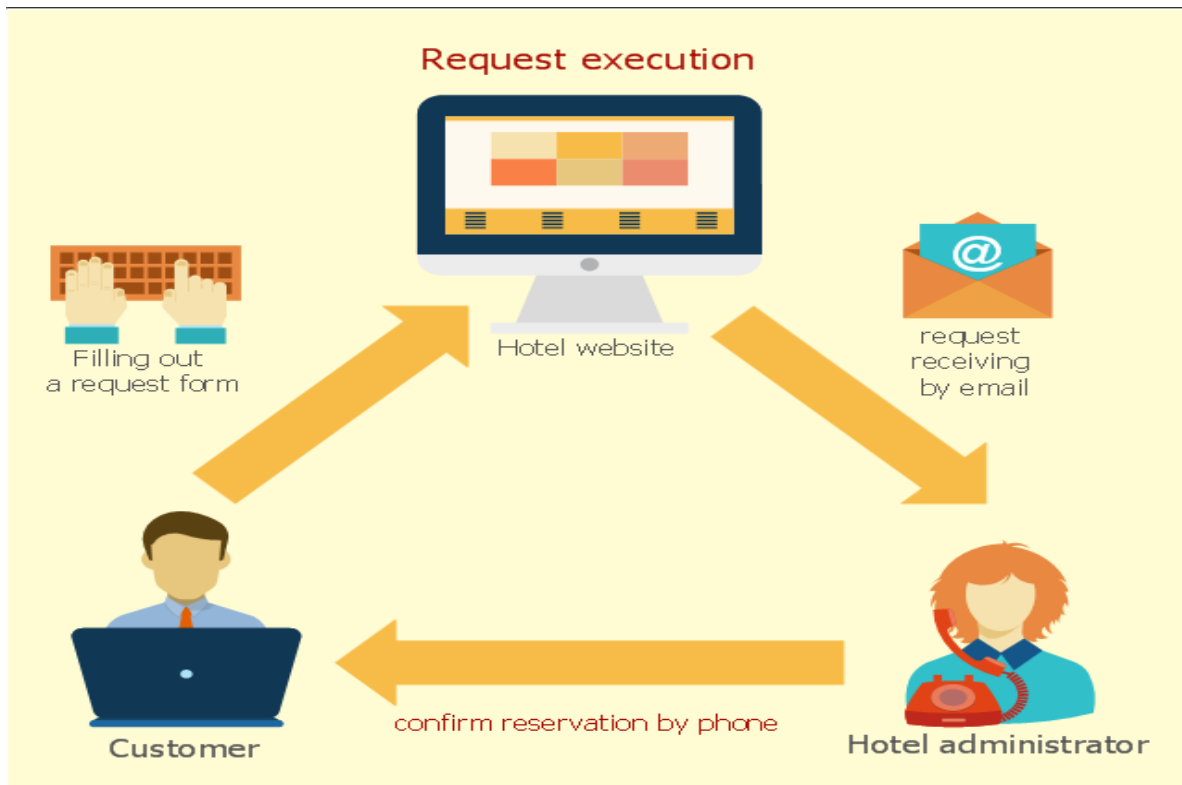 Request execution
Hotel website
Filling out
a request form
@
request
receiving
by email
confirm reservation by phone
Customer
Hotel administrator